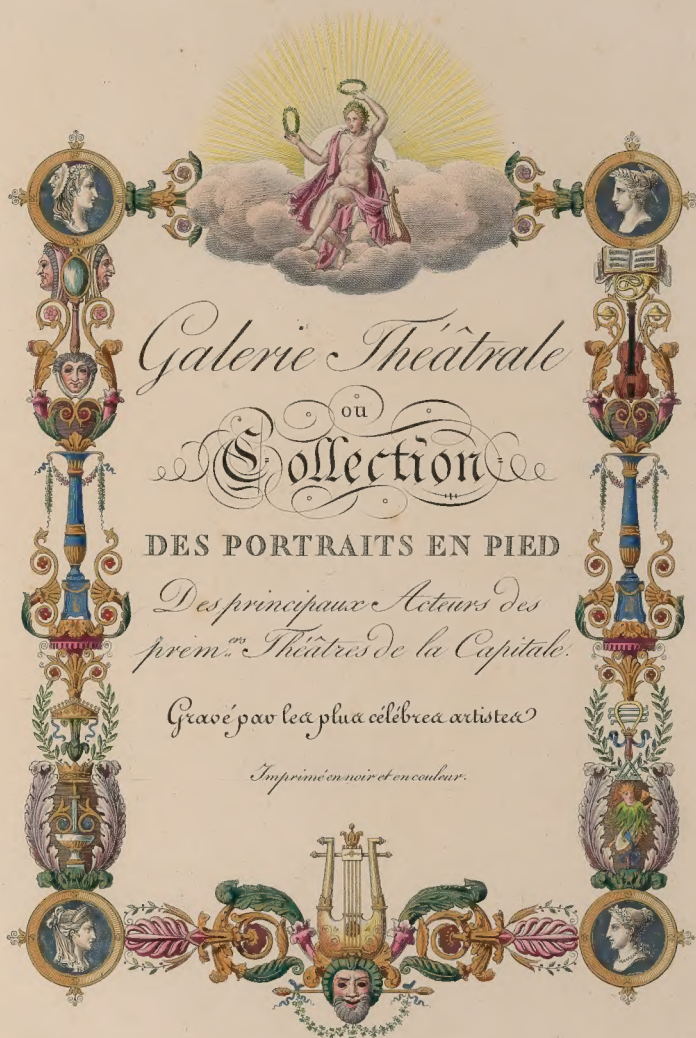 Galerie Théâtrale
ou
Collection
DES PORTRAITS EN PIED
Des principaux Acteurs des
prem.ers Théâtres de la Capitale.
Gravé par les plus célébres artistes
Imprimé en noir et en couleur.